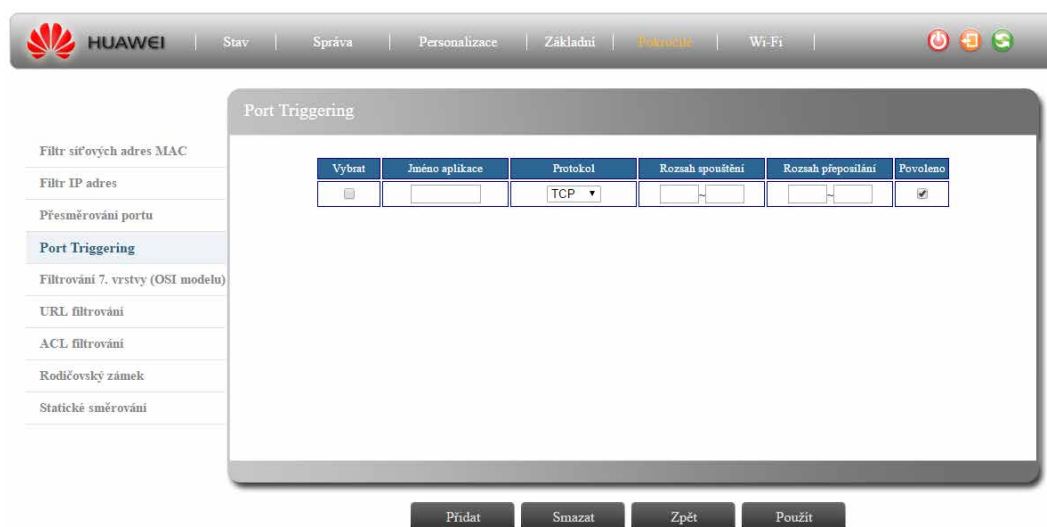 HUAWEI | Stav | Správa | Personalizace | Základní | Pokročilé | Wi-Fi |
Port Triggering
Filtr síťových adres MAC
Filtr IP adres
Přesměrování portu
Port Triggering
Filtrování 7. vrstvy (OSI modelu)
URL filtrování
ACL filtrování
Rodičovský zámek
Statické směrování
Vybrat Jméno aplikace Protokol Rozsah spouštění Rozsah přeposílání Povoleno
TCP ~ ~
Přidat Smazat Zpět Použít